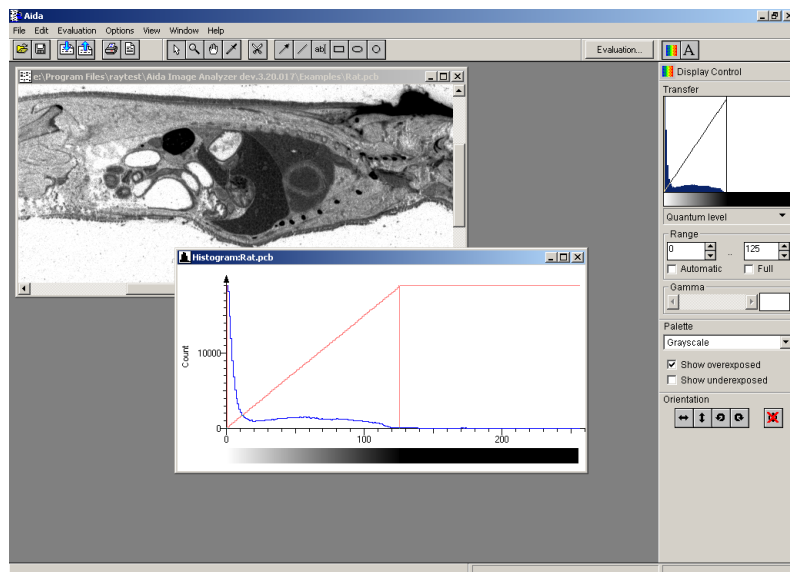 Aida
File Edit Evaluation Options View Window Help
ab|
Evaluation...
A
Display Control
e:\Program Files\raytest\Aida Image Analyzer dev.3.20.017\Examples\Rat.pcb
Transfer
Quantum level
Range
0 .. 125
Automatic Full
Gamma
Palette
Grayscale
Show overexposed
Show underexposed
Orientation
Histogram:Rat.pcb
Count
10000
0
0 100 200